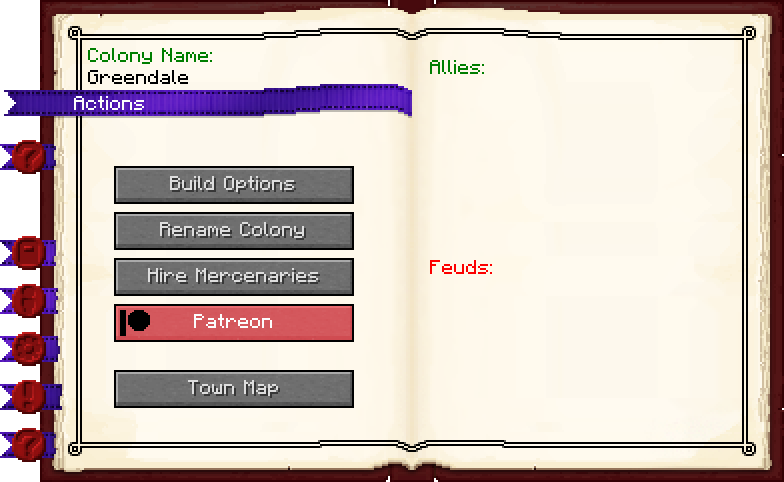 Colony Name:
Greendale
Actions
Build Options
Rename Colony
Hire Mercenaries
Patreon
Town Map
Allies:
Feuds: